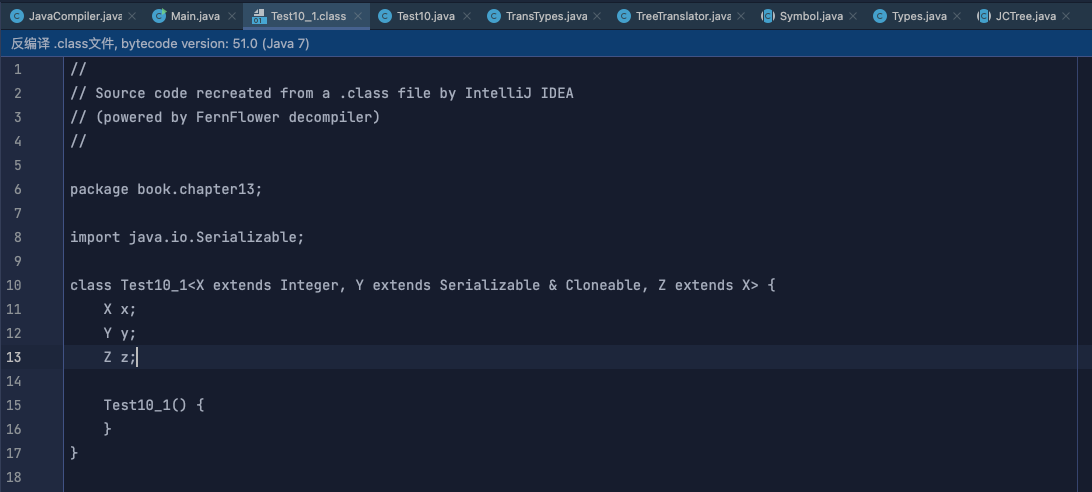 JavaCompiler.java Main.java Test10_1.class Test10.java TransTypes.java TreeTranslator.java Symbol.java Types.java JCTree.java
反编译 .class文件, bytecode version: 51.0 (Java 7)
1 //
2 // Source code recreated from a .class file by IntelliJ IDEA
3 // (powered by FernFlower decompiler)
4 //
5
6 package book.chapter13;
7
8 import java.io.Serializable;
9
10 class Test10_1<X extends Integer, Y extends Serializable & Cloneable, Z extends X> {
11 X x;
12 Y y;
13 Z z;
14
15 Test10_1() {
16 }
17 }
18